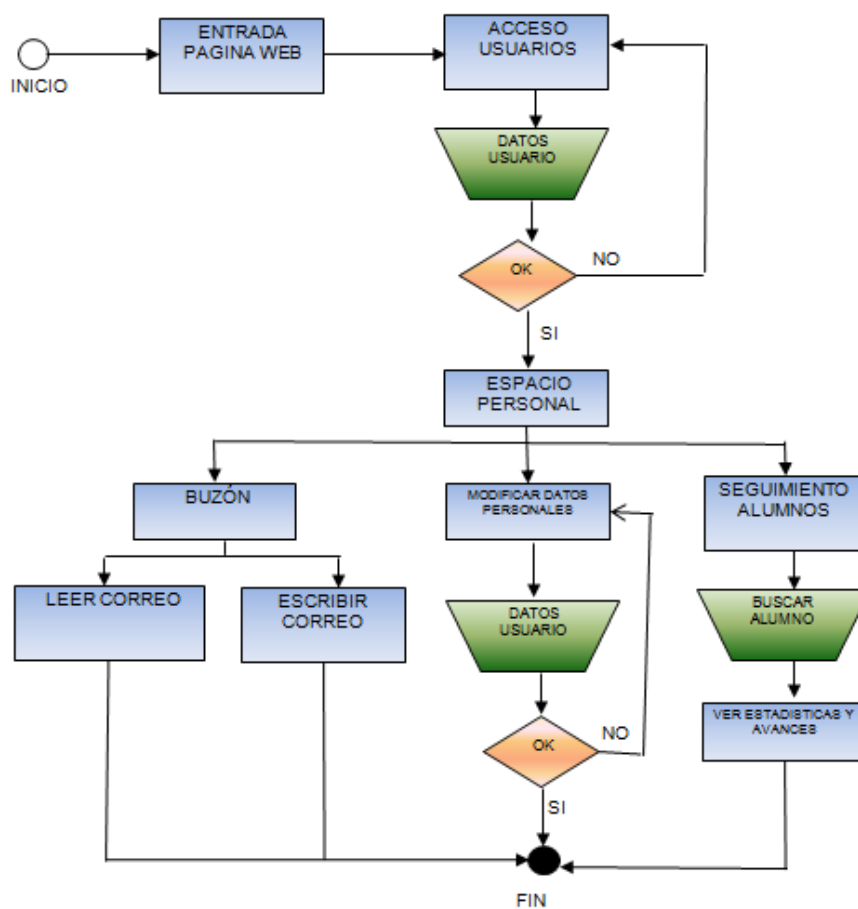 ENTRADA
PAGINA WEB
ACCESO
USUARIOS
INICIO
DATOS
USUARIO
OK
NO
SI
ESPACIO
PERSONAL
BUZÓN
MODIFICAR DATOS
PERSONALES
SEGUIMIENTO
ALUMNOS
LEER CORREO
ESCRIBIR
CORREO
DATOS
USUARIO
BUSCAR
ALUMNO
OK
NO
VER ESTADISTICAS Y
AVANCES
SI
FIN